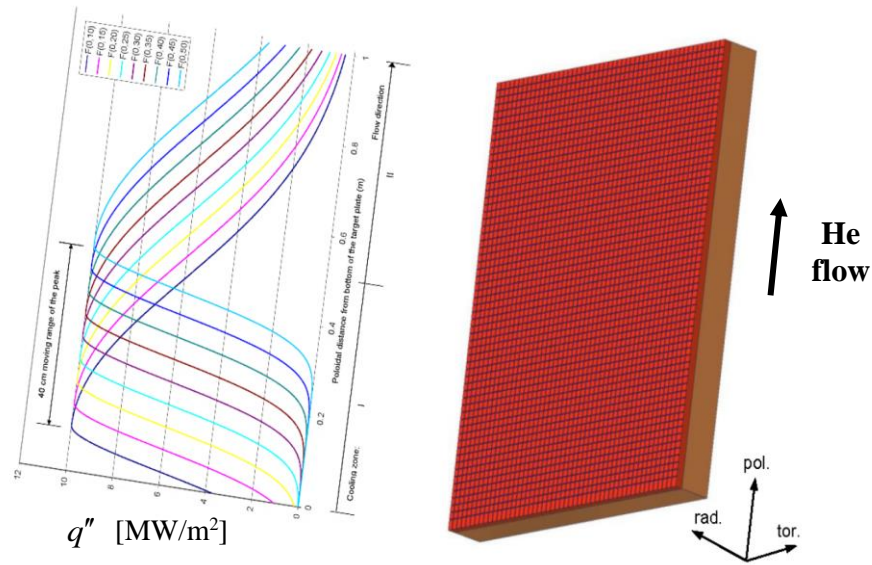 F(0,10)
F(0,15)
F(0,20)
F(0,25)
F(0,30)
F(0,35)
F(0,40)
F(0,45)
F(0,50)
40 cm moving range of the peak
12
10
8
6
4
2
0
0
0.2
0.4
0.6
0.8
1
Poloidal distance from bottom of the target plate (m)
Cooling zone:
I
II
Flow direction
q" [MW/m2]
He
flow
pol.
rad.
tor.